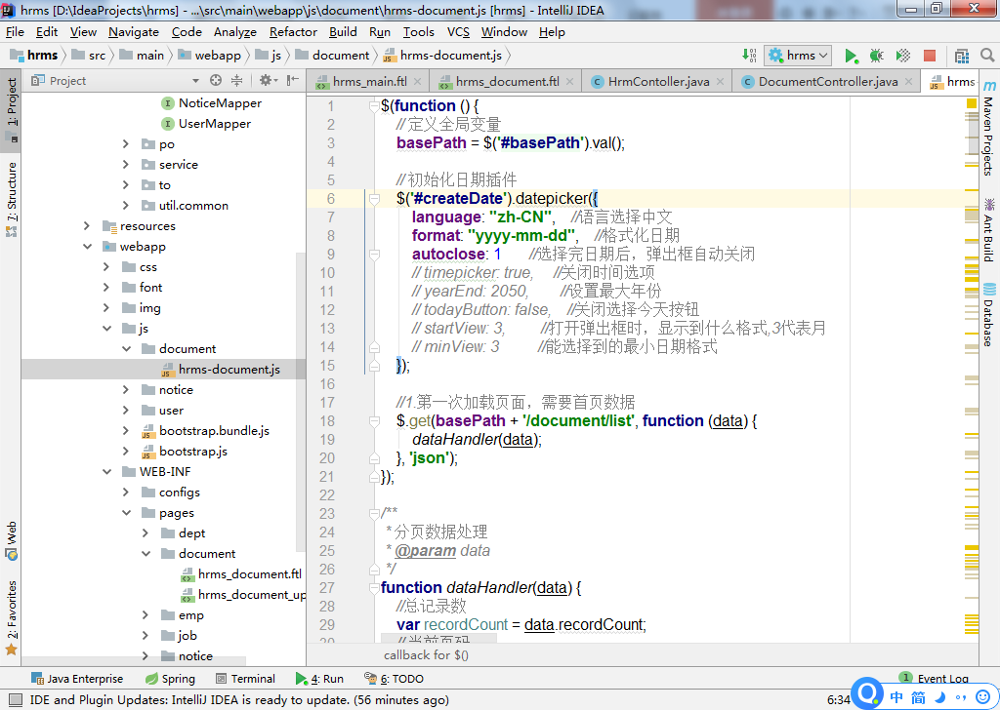 hrms [D:\IdeaProjects\hrms] - ...\src\main\webapp\js\document\hrms-document.js [hrms] - IntelliJ IDEA
File Edit View Navigate Code Analyze Refactor Build Run Tools VCS Window Help
hrms src main webapp js document hrms-document.js hrms
Project hrms_main.ftl hrms_document.ftl HrmContoller.java DocumentController.java hrms
1: Project
7: Structure
Web
2: Favorites
NoticeMapper
UserMapper
po
service
to
util.common
resources
webapp
css
font
img
js
document
hrms-document.js
notice
user
bootstrap.bundle.js
bootstrap.js
WEB-INF
configs
pages
dept
document
hrms_document.ftl
hrms_document_up
emp
job
notice
1 $(function () {
2 //定义全局变量
3 basePath = $('#basePath').val();
4
5 //初始化日期插件
6 $('#createDate').datepicker({
7 language: "zh-CN", //语言选择中文
8 format: "yyyy-mm-dd", //格式化日期
9 autoclose: 1 //选择完日期后，弹出框自动关闭
10 // timepicker: true, //关闭时间选项
11 // yearEnd: 2050, //设置最大年份
12 // todayButton: false, //关闭选择今天按钮
13 // startView: 3, //打开弹出框时，显示到什么格式,3代表月
14 // minView: 3 //能选择到的最小日期格式
15 });
16
17 //1.第一次加载页面，需要首页数据
18 $.get(basePath + '/document/list', function (data) {
19 dataHandler(data);
20 }, 'json');
21 });
22
23 /**
24 * 分页数据处理
25 * @param data
26 */
27 function dataHandler(data) {
28 //总记录数
29 var recordCount = data.recordCount;
30 //当前页码
callback for $()
Maven Projects
Ant Build
Database
Java Enterprise Spring Terminal 4: Run 6: TODO 1 Event Log
IDE and Plugin Updates: IntelliJ IDEA is ready to update. (56 minutes ago) 6:34 中 简